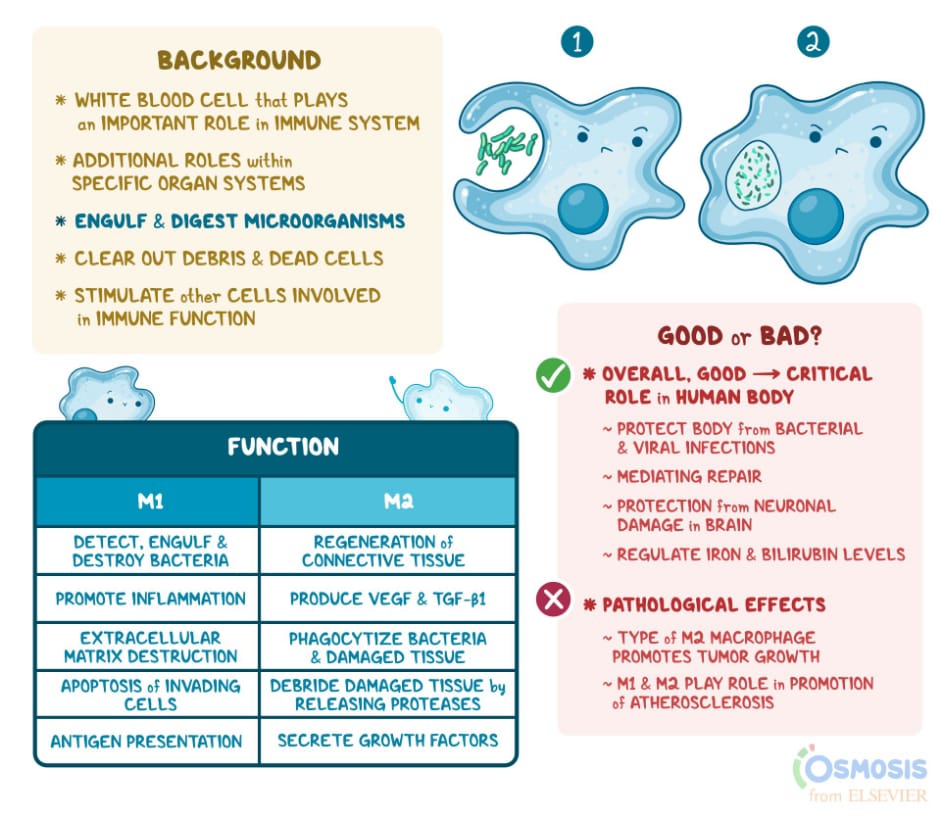 BACKGROUND
* WHITE BLOOD CELL that PLAYS
an IMPORTANT ROLE in IMMUNE SYSTEM
* ADDITIONAL ROLES within
SPECIFIC ORGAN SYSTEMS
* ENGULF & DIGEST MICROORGANISMS
* CLEAR OUT DEBRIS & DEAD CELLS
* STIMULATE other CELLS INVOLVED
in IMMUNE FUNCTION
1
2
FUNCTION
M1
M2
DETECT, ENGULF &
DESTROY BACTERIA
REGENERATION of
CONNECTIVE TISSUE
PROMOTE INFLAMMATION
PRODUCE VEGF & TGF-β1
EXTRACELLULAR
MATRIX DESTRUCTION
PHAGOCYTIZE BACTERIA
& DAMAGED TISSUE
APOPTOSIS of INVADING
CELLS
DEBRIDE DAMAGED TISSUE by
RELEASING PROTEASES
ANTIGEN PRESENTATION
SECRETE GROWTH FACTORS
GOOD or BAD?
* OVERALL, GOOD → CRITICAL
ROLE in HUMAN BODY
~ PROTECT BODY from BACTERIAL
& VIRAL INFECTIONS
~ MEDIATING REPAIR
~ PROTECTION from NEURONAL
DAMAGE in BRAIN
~ REGULATE IRON & BILIRUBIN LEVELS
* PATHOLOGICAL EFFECTS
~ TYPE of M2 MACROPHAGE
PROMOTES TUMOR GROWTH
~ M1 & M2 PLAY ROLE in PROMOTION
of ATHEROSCLEROSIS
OSMOSIS
from ELSEVIER